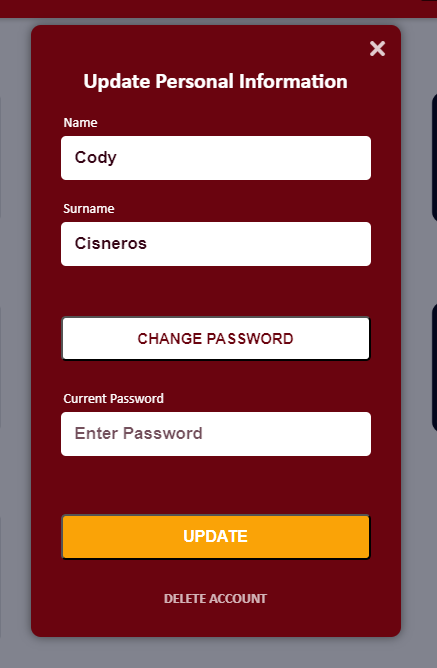 Update Personal Information
Name
Cody
Surname
Cisneros
CHANGE PASSWORD
Current Password
Enter Password
UPDATE
DELETE ACCOUNT